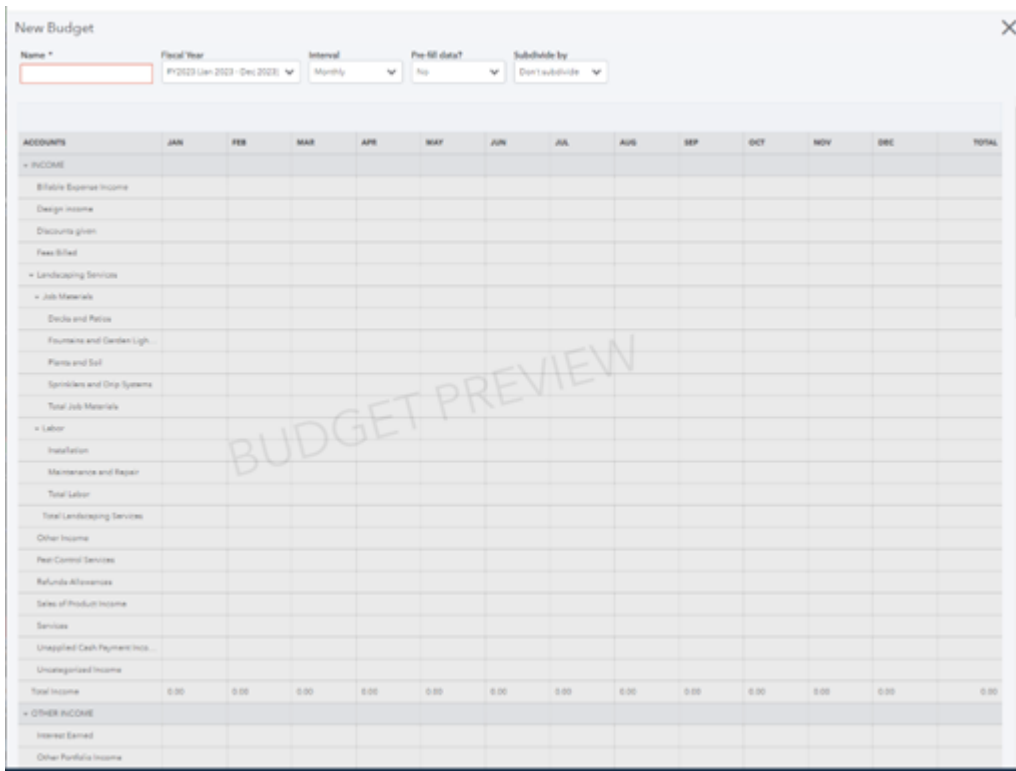 New Budget
Name * Fiscal Year Interval Pre-fill data? Subdivide by
FY2023 (Jan 2023 - Dec 2023) Monthly No Don't subdivide
ACCOUNTS JAN FEB MAR APR MAY JUN JUL AUG SEP OCT NOV DEC TOTAL
INCOME
Billable Expense Income
Design income
Discounts given
Fees Billed
Landscaping Services
Job Materials
Decks and Patios
Fountains and Garden Ligh...
Plants and Soil
Sprinklers and Drip Systems
Total Job Materials
BUDGET PREVIEW
Labor
Installation
Maintenance and Repair
Total Labor
Total Landscaping Services
Other Income
Pest Control Services
Refunds-Allowances
Sales of Product Income
Services
Unapplied Cash Payment Inco...
Uncategorized Income
Total Income 0.00 0.00 0.00 0.00 0.00 0.00 0.00 0.00 0.00 0.00 0.00 0.00 0.00
OTHER INCOME
Interest Earned
Other Portfolio Income